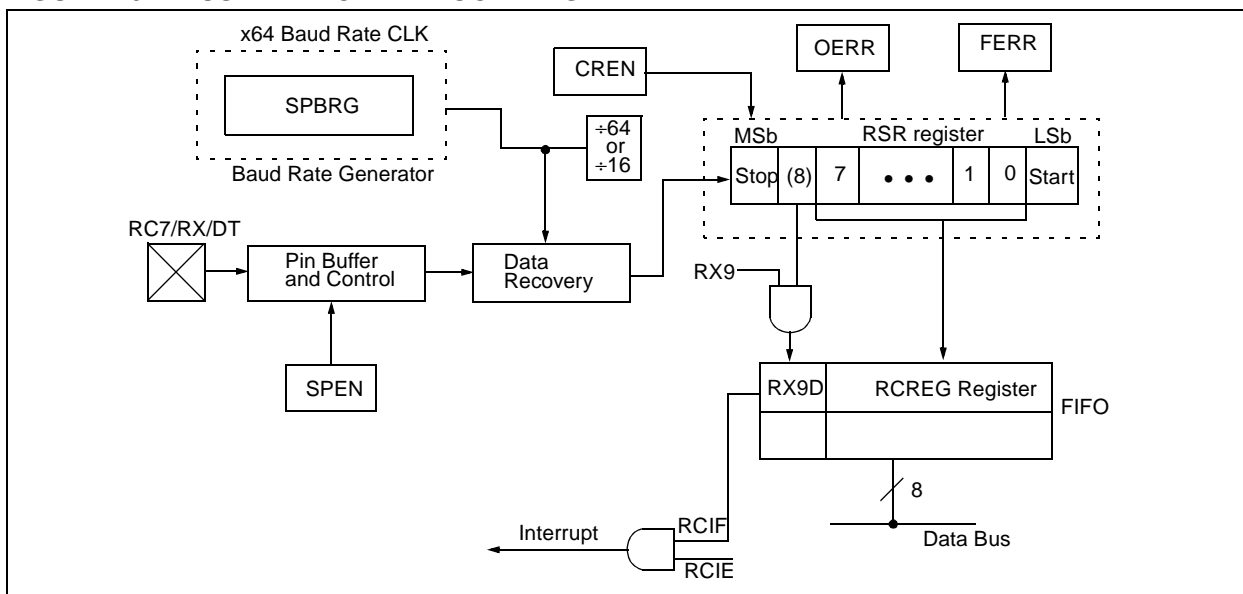 x64 Baud Rate CLK
SPBRG
Baud Rate Generator
CREN
OERR
FERR
÷64
or
÷16
MSb
RSR register
LSb
Stop
(8)
7
• • •
1
0
Start
RC7/RX/DT
Pin Buffer
and Control
Data
Recovery
RX9
SPEN
RX9D
RCREG Register
FIFO
8
Data Bus
Interrupt
RCIF
RCIE